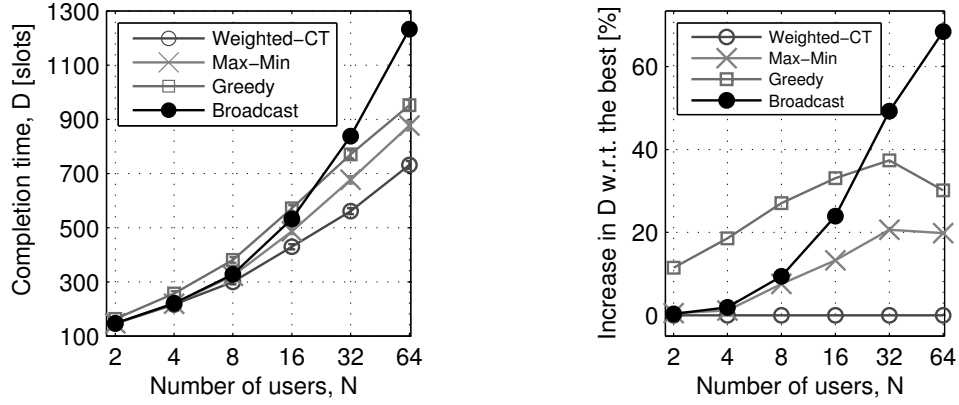 Completion time, D [slots]
1300
1100
900
700
500
300
100
Weighted−CT
Max−Min
Greedy
Broadcast
2 4 8 16 32 64
Number of users, N
Increase in D w.r.t. the best [%]
60
40
20
0
Weighted−CT
Max−Min
Greedy
Broadcast
2 4 8 16 32 64
Number of users, N